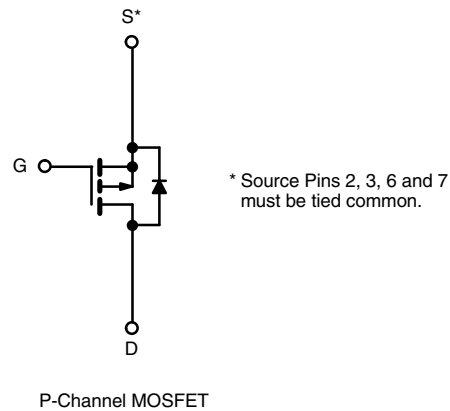 S*
G
* Source Pins 2, 3, 6 and 7
must be tied common.
D
P-Channel MOSFET